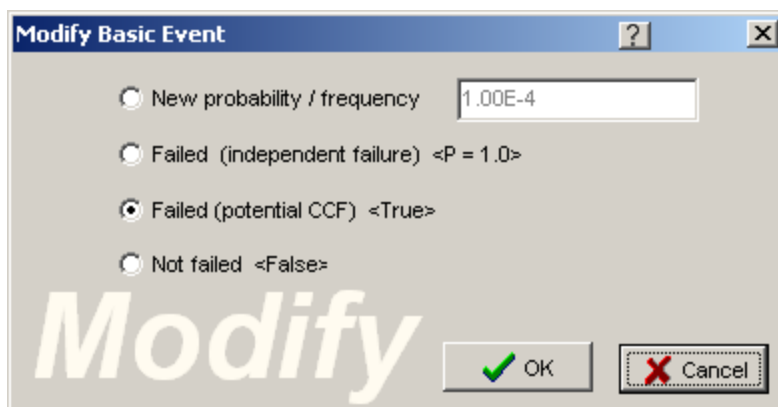 Modify Basic Event ? X
New probability / frequency 1.00E-4
Failed (independent failure) <P = 1.0>
Failed (potential CCF) <True>
Not failed <False>
Modify
OK Cancel